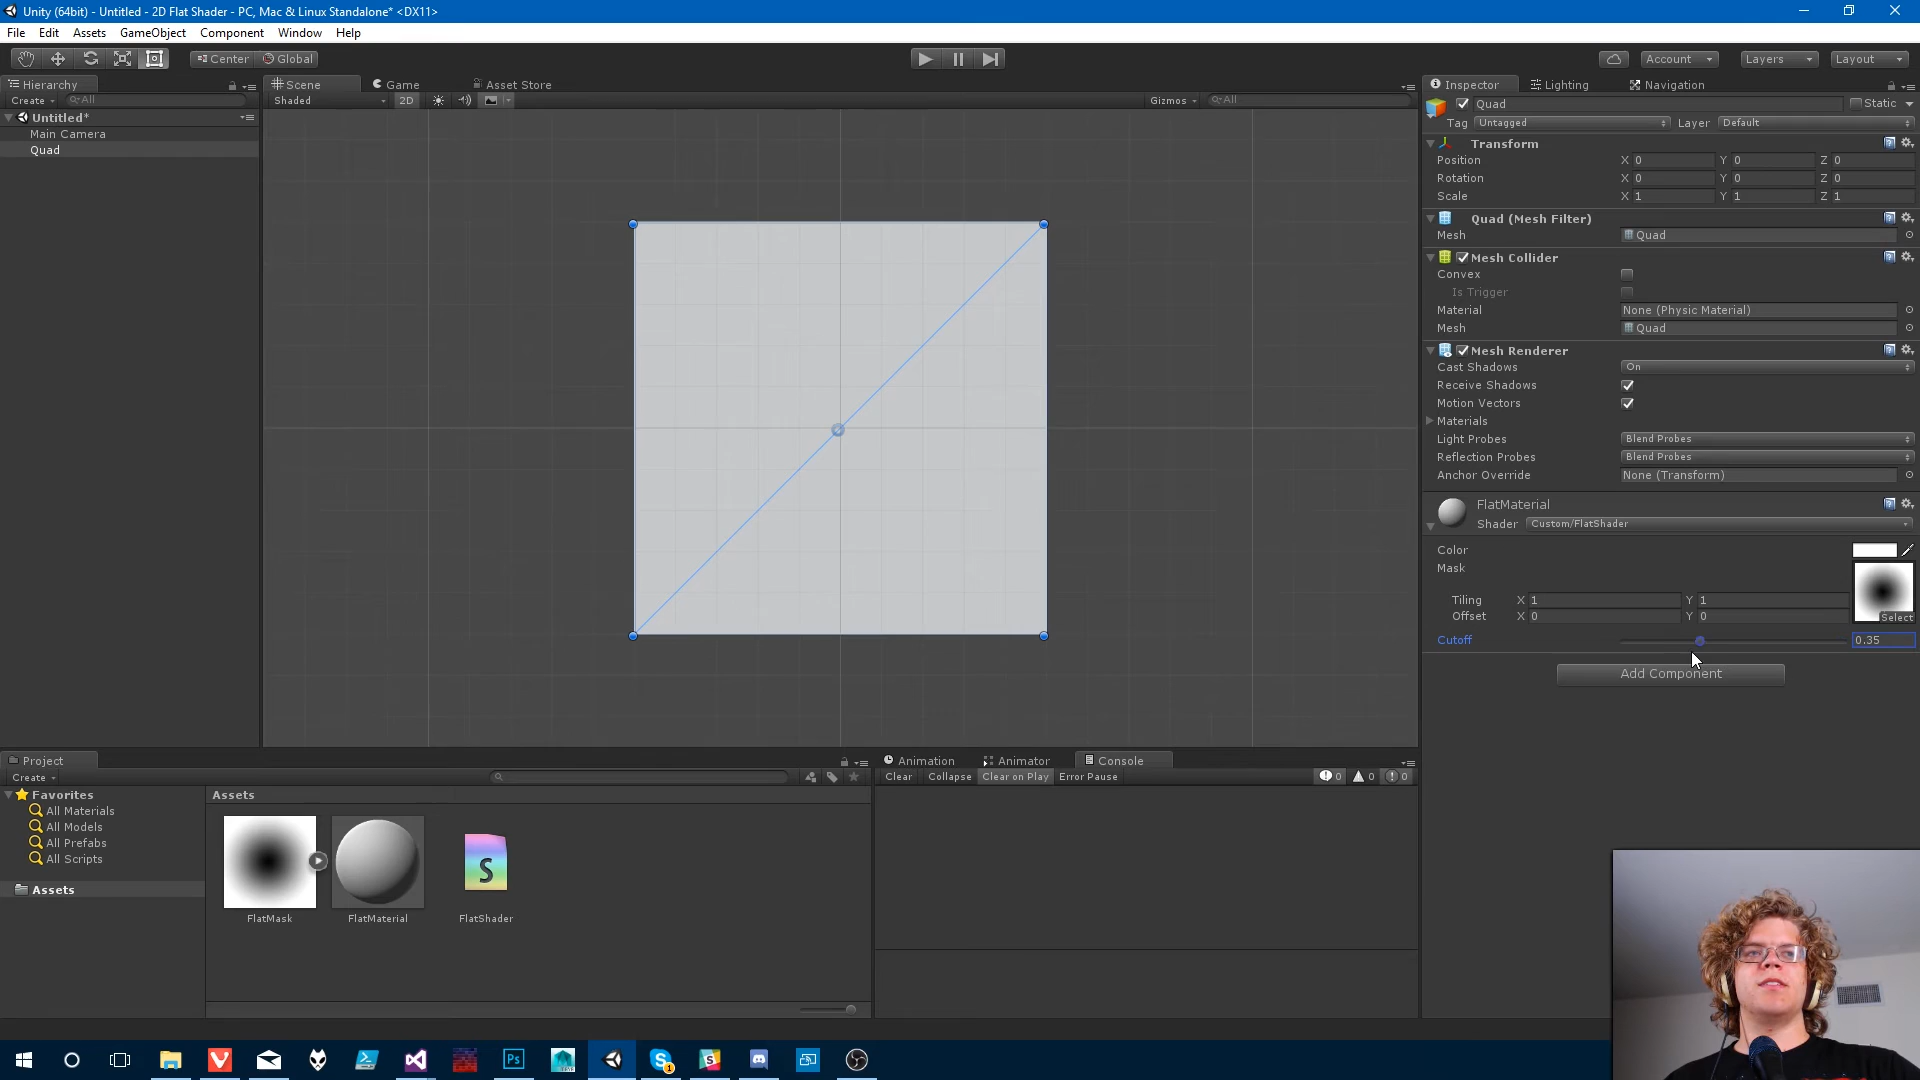 Unity (64bit) - Untitled - 2D Flat Shader - PC, Mac & Linux Standalone* <DX11>
File Edit Assets GameObject Component Window Help
Center Global Account Layers Layout
Hierarchy
Create All
Untitled*
Main Camera
Quad
Scene Game Asset Store
Shaded 2D Gizmos All
Inspector Lighting Navigation
Quad Static
Tag Untagged Layer Default
Transform
Position X 0 Y 0 Z 0
Rotation X 0 Y 0 Z 0
Scale X 1 Y 1 Z 1
Quad (Mesh Filter)
Mesh Quad
Mesh Collider
Convex
Is Trigger
Material None (Physic Material)
Mesh Quad
Mesh Renderer
Cast Shadows On
Receive Shadows
Motion Vectors
Materials
Light Probes Blend Probes
Reflection Probes Blend Probes
Anchor Override None (Transform)
FlatMaterial
Shader Custom/FlatShader
Color
Mask
Tiling X 1 Y 1
Offset X 0 Y 0
Select
Cutoff 0.35
Add Component
Project
Create
Favorites
All Materials
All Models
All Prefabs
All Scripts
Assets
Assets
FlatMask FlatMaterial FlatShader
S
Animation Animator Console
Clear Collapse Clear on Play Error Pause 0 0 0
Ps
1